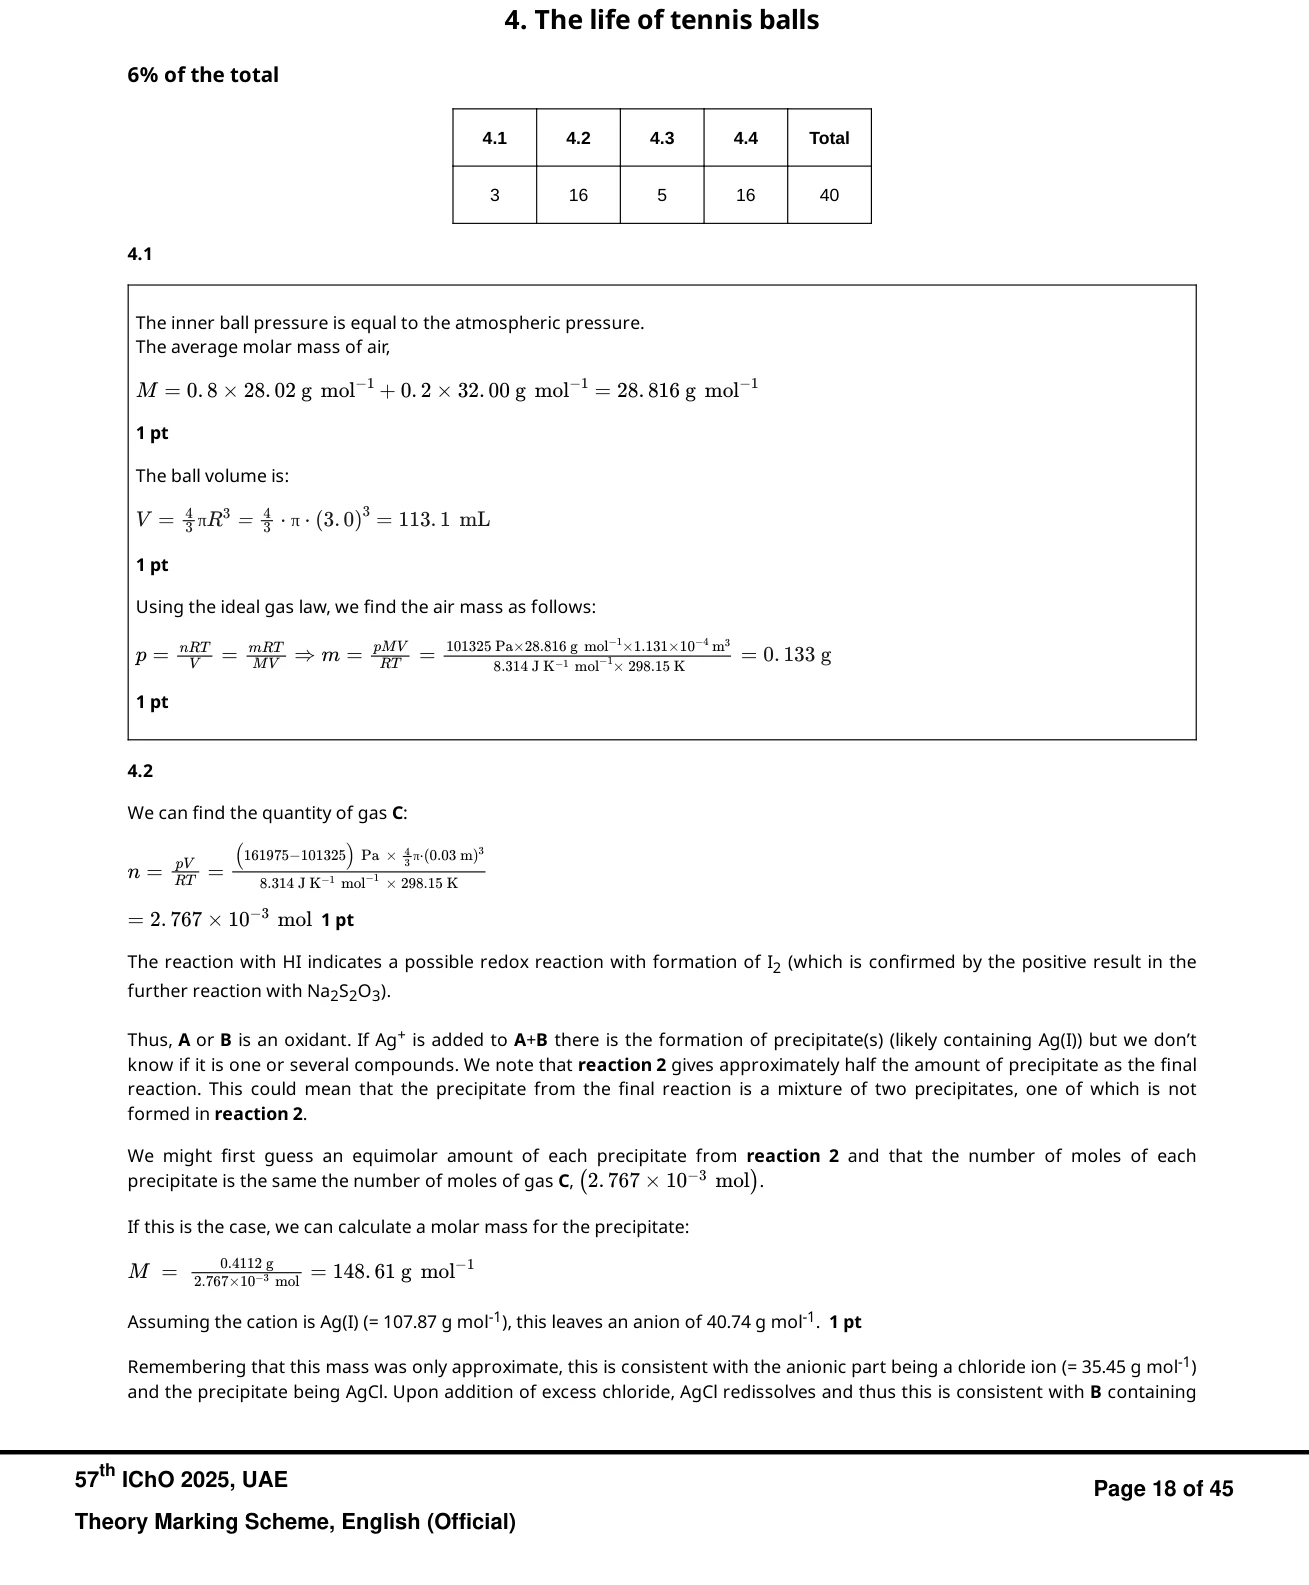 4. The life of tennis balls
6% of the total
4.1 4.2 4.3 4.4 Total
3 16 5 16 40
4.1
The inner ball pressure is equal to the atmospheric pressure.
The average molar mass of air,
M = 0.8 × 28.02 g mol⁻¹ + 0.2 × 32.00 g mol⁻¹ = 28.816 g mol⁻¹
1 pt
The ball volume is:
V = 4/3 πR³ = 4/3 · π · (3.0)³ = 113.1 mL
1 pt
Using the ideal gas law, we find the air mass as follows:
p = nRT/V = mRT/MV ⇒ m = pMV/RT = (101325 Pa×28.816 g mol⁻¹×1.131×10⁻⁴ m³)/(8.314 J K⁻¹ mol⁻¹× 298.15 K) = 0.133 g
1 pt
4.2
We can find the quantity of gas C:
n = pV/RT = ((161975−101325) Pa × 4/3 π·(0.03 m)³)/(8.314 J K⁻¹ mol⁻¹ × 298.15 K)
= 2.767 × 10⁻³ mol 1 pt
The reaction with HI indicates a possible redox reaction with formation of I₂ (which is confirmed by the positive result in the
further reaction with Na₂S₂O₃).
Thus, A or B is an oxidant. If Ag⁺ is added to A+B there is the formation of precipitate(s) (likely containing Ag(I)) but we don’t
know if it is one or several compounds. We note that reaction 2 gives approximately half the amount of precipitate as the final
reaction. This could mean that the precipitate from the final reaction is a mixture of two precipitates, one of which is not
formed in reaction 2.
We might first guess an equimolar amount of each precipitate from reaction 2 and that the number of moles of each
precipitate is the same the number of moles of gas C, (2.767 × 10⁻³ mol).
If this is the case, we can calculate a molar mass for the precipitate:
M = 0.4112 g/2.767×10⁻³ mol = 148.61 g mol⁻¹
Assuming the cation is Ag(I) (= 107.87 g mol⁻¹), this leaves an anion of 40.74 g mol⁻¹. 1 pt
Remembering that this mass was only approximate, this is consistent with the anionic part being a chloride ion (= 35.45 g mol⁻¹)
and the precipitate being AgCl. Upon addition of excess chloride, AgCl redissolves and thus this is consistent with B containing
57th IChO 2025, UAE
Page 18 of 45
Theory Marking Scheme, English (Official)